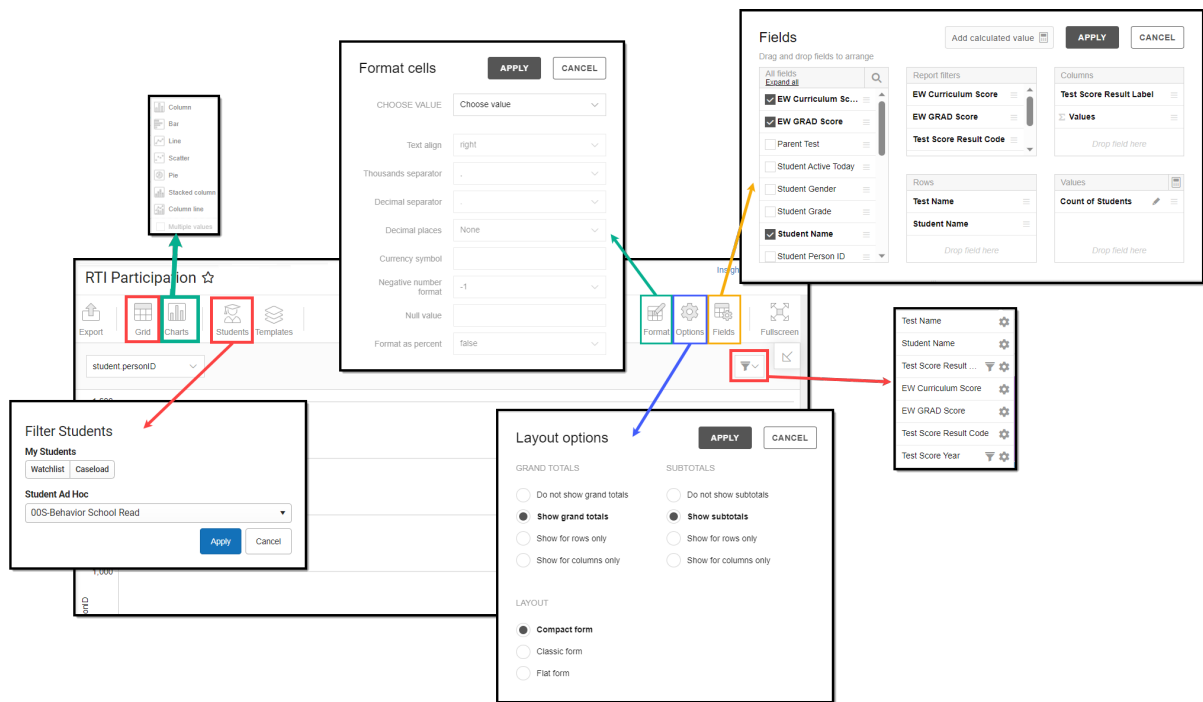 Column
Bar
Line
Scatter
Pie
Stacked column
Column line
Multiple values
Format cells
APPLY
CANCEL
CHOOSE VALUE
Choose value
Text align
right
Thousands separator
,
Decimal separator
.
Decimal places
None
Currency symbol
Negative number format
-1
Null value
Format as percent
false
Fields
Add calculated value
APPLY
CANCEL
Drag and drop fields to arrange
All fields
Expand all
EW Curriculum Sc...
EW GRAD Score
Parent Test
Student Active Today
Student Gender
Student Grade
Student Name
Student Person ID
Report filters
EW Curriculum Score
EW GRAD Score
Test Score Result Code
Columns
Test Score Result Label
Σ Values
Drop field here
Rows
Test Name
Student Name
Drop field here
Values
Count of Students
Drop field here
RTI Participation
Insigh
Export
Grid
Charts
Students
Templates
Format
Options
Fields
Fullscreen
student.personID
1,000
Filter Students
My Students
Watchlist
Caseload
Student Ad Hoc
00S-Behavior School Read
Apply
Cancel
Layout options
APPLY
CANCEL
GRAND TOTALS
Do not show grand totals
Show grand totals
Show for rows only
Show for columns only
SUBTOTALS
Do not show subtotals
Show subtotals
Show for rows only
Show for columns only
LAYOUT
Compact form
Classic form
Flat form
Test Name
Student Name
Test Score Result ...
EW Curriculum Score
EW GRAD Score
Test Score Result Code
Test Score Year